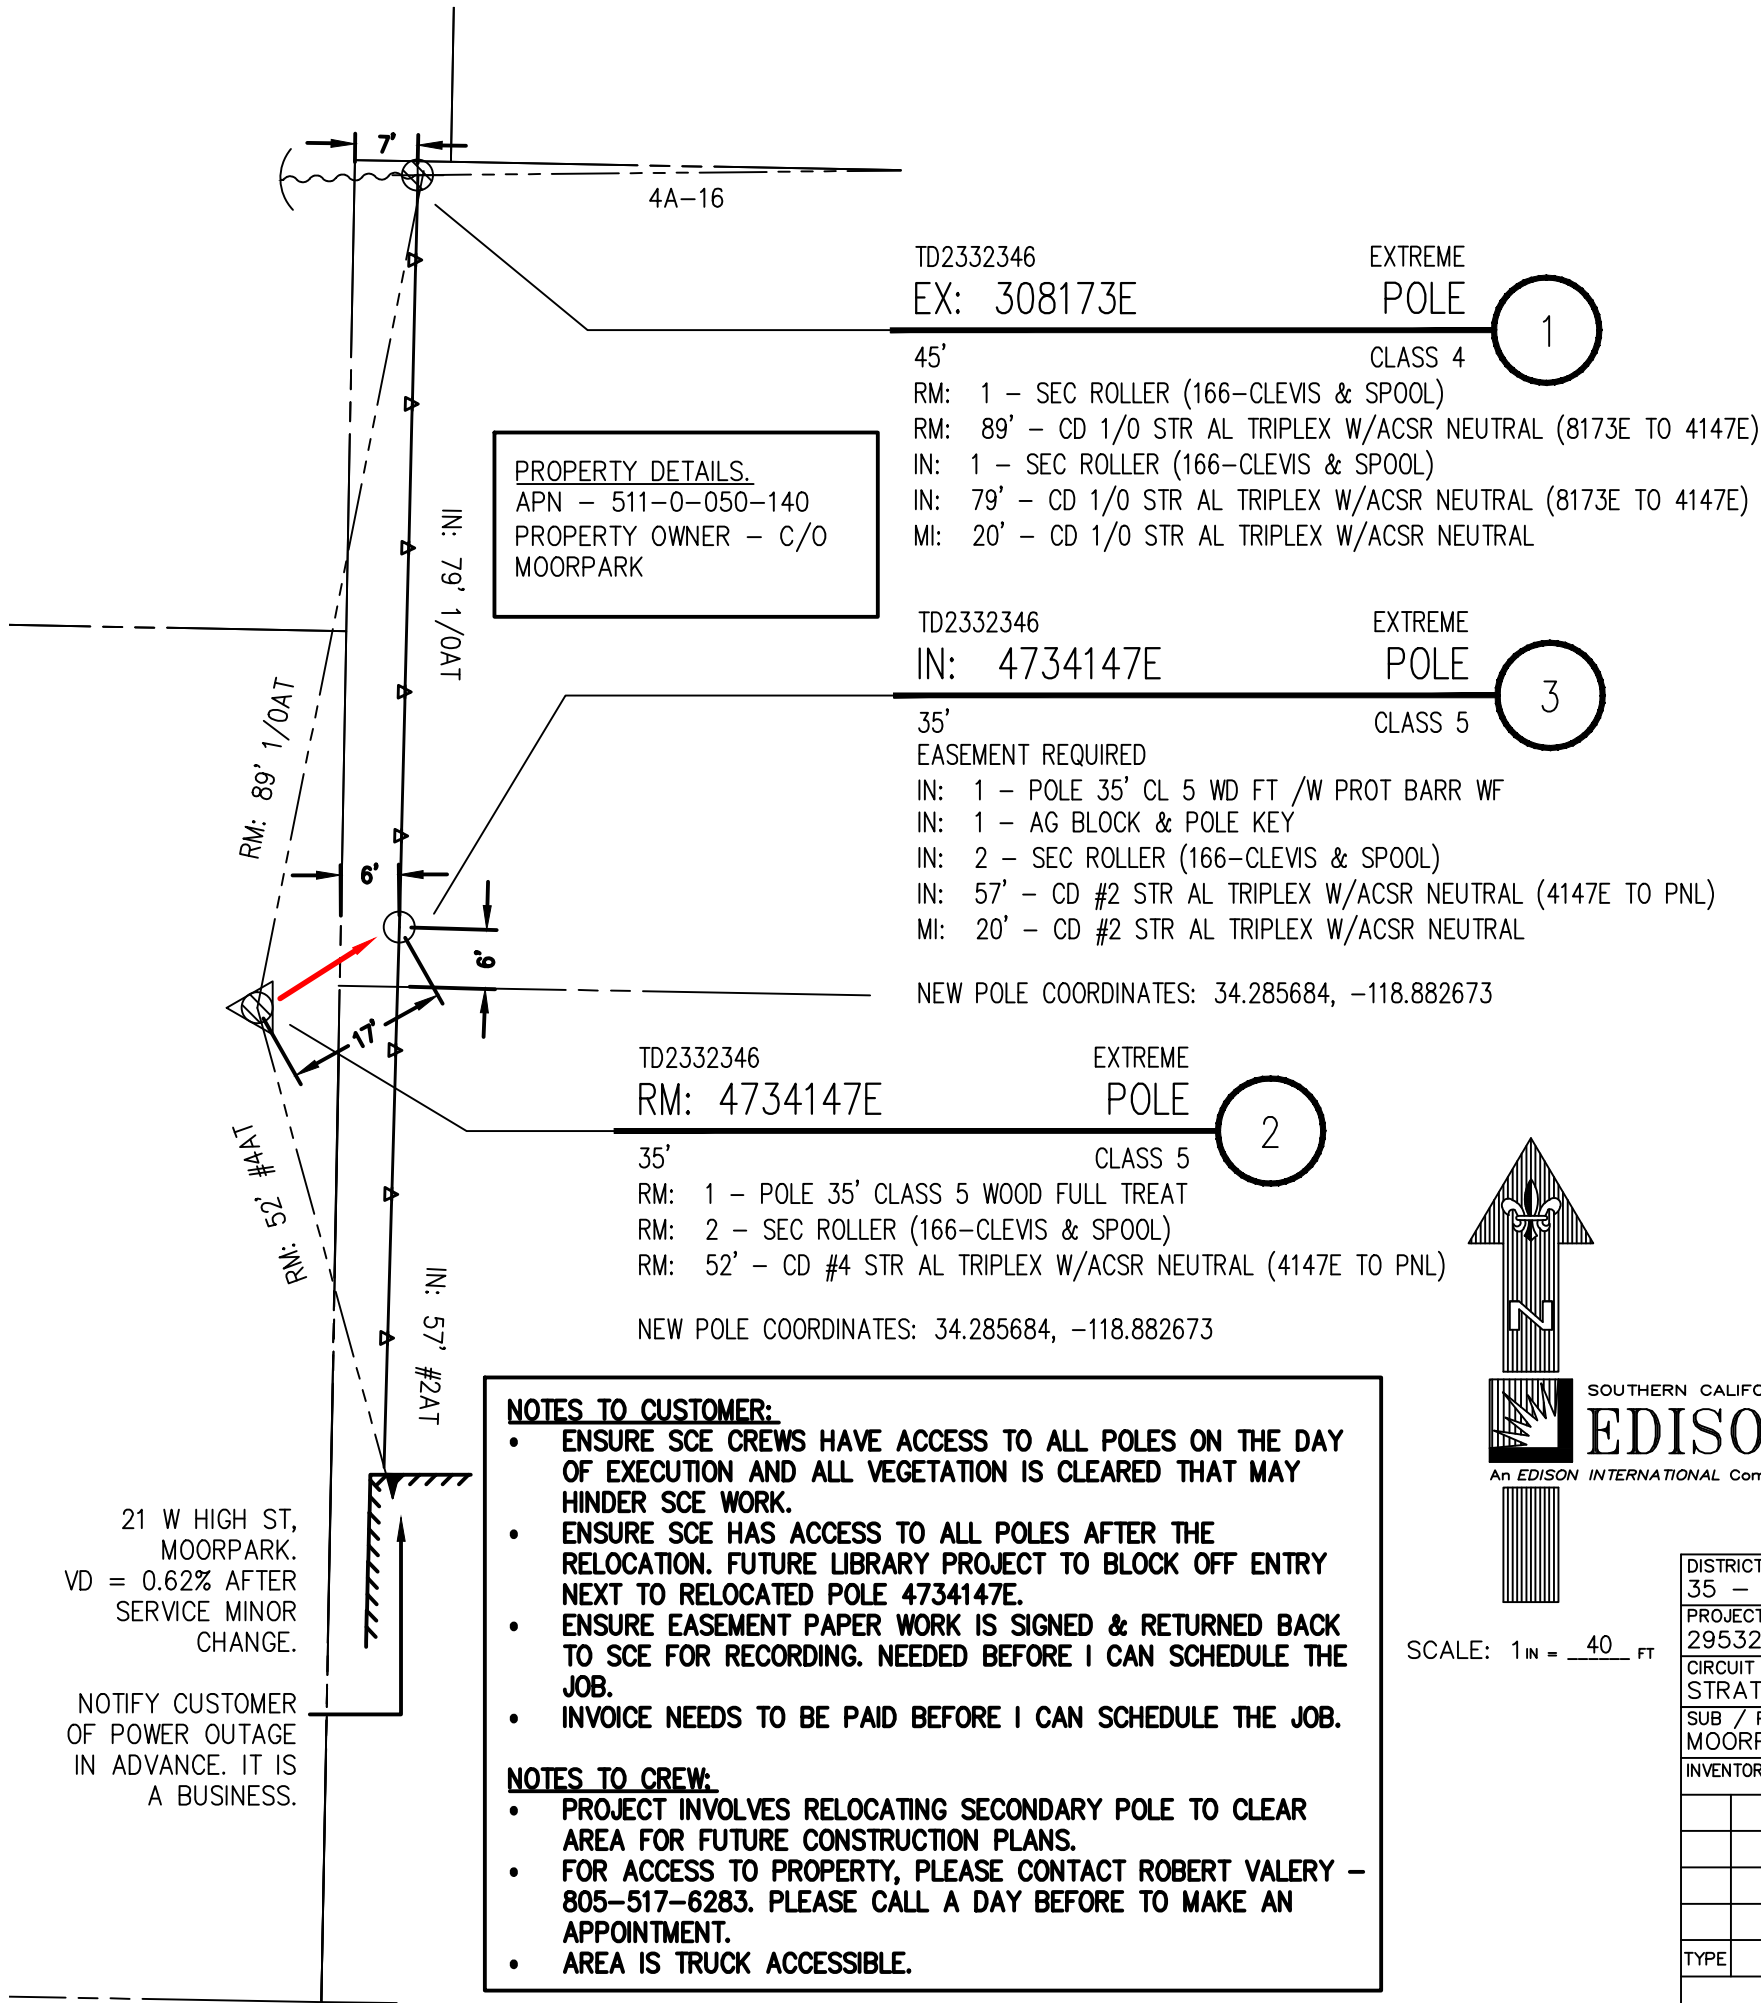 7'
4A-16
TD2332346 EXTREME
EX: 308173E POLE
1
45' CLASS 4
RM: 1 - SEC ROLLER (166-CLEVIS & SPOOL)
RM: 89' - CD 1/0 STR AL TRIPLEX W/ACSR NEUTRAL (8173E TO 4147E)
IN: 1 - SEC ROLLER (166-CLEVIS & SPOOL)
IN: 79' - CD 1/0 STR AL TRIPLEX W/ACSR NEUTRAL (8173E TO 4147E)
MI: 20' - CD 1/0 STR AL TRIPLEX W/ACSR NEUTRAL
PROPERTY DETAILS.
APN - 511-0-050-140
PROPERTY OWNER - C/O
MOORPARK
IN: 79' 1/0AT
RM: 89' 1/0AT
TD2332346 EXTREME
IN: 4734147E POLE
3
35' CLASS 5
EASEMENT REQUIRED
IN: 1 - POLE 35' CL 5 WD FT /W PROT BARR WF
IN: 1 - AG BLOCK & POLE KEY
IN: 2 - SEC ROLLER (166-CLEVIS & SPOOL)
IN: 57' - CD #2 STR AL TRIPLEX W/ACSR NEUTRAL (4147E TO PNL)
MI: 20' - CD #2 STR AL TRIPLEX W/ACSR NEUTRAL
NEW POLE COORDINATES: 34.285684, -118.882673
6'
6'
17'
TD2332346 EXTREME
RM: 4734147E POLE
2
35' CLASS 5
RM: 1 - POLE 35' CLASS 5 WOOD FULL TREAT
RM: 2 - SEC ROLLER (166-CLEVIS & SPOOL)
RM: 52' - CD #4 STR AL TRIPLEX W/ACSR NEUTRAL (4147E TO PNL)
NEW POLE COORDINATES: 34.285684, -118.882673
RM: 52' #4AT
IN: 57' #2AT
NOTES TO CUSTOMER:
• ENSURE SCE CREWS HAVE ACCESS TO ALL POLES ON THE DAY
OF EXECUTION AND ALL VEGETATION IS CLEARED THAT MAY
HINDER SCE WORK.
• ENSURE SCE HAS ACCESS TO ALL POLES AFTER THE
RELOCATION. FUTURE LIBRARY PROJECT TO BLOCK OFF ENTRY
NEXT TO RELOCATED POLE 4734147E.
• ENSURE EASEMENT PAPER WORK IS SIGNED & RETURNED BACK
TO SCE FOR RECORDING. NEEDED BEFORE I CAN SCHEDULE THE
JOB.
• INVOICE NEEDS TO BE PAID BEFORE I CAN SCHEDULE THE JOB.
NOTES TO CREW:
• PROJECT INVOLVES RELOCATING SECONDARY POLE TO CLEAR
AREA FOR FUTURE CONSTRUCTION PLANS.
• FOR ACCESS TO PROPERTY, PLEASE CONTACT ROBERT VALERY -
805-517-6283. PLEASE CALL A DAY BEFORE TO MAKE AN
APPOINTMENT.
• AREA IS TRUCK ACCESSIBLE.
21 W HIGH ST,
MOORPARK.
VD = 0.62% AFTER
SERVICE MINOR
CHANGE.
NOTIFY CUSTOMER
OF POWER OUTAGE
IN ADVANCE. IT IS
A BUSINESS.
N
SOUTHERN CALIFO
EDISO
An EDISON INTERNATIONAL Com
SCALE: 1 IN = 40 FT
DISTRICT
35 -
PROJECT
29532
CIRCUIT
STRAT
SUB /
MOORP
INVENTOR
TYPE